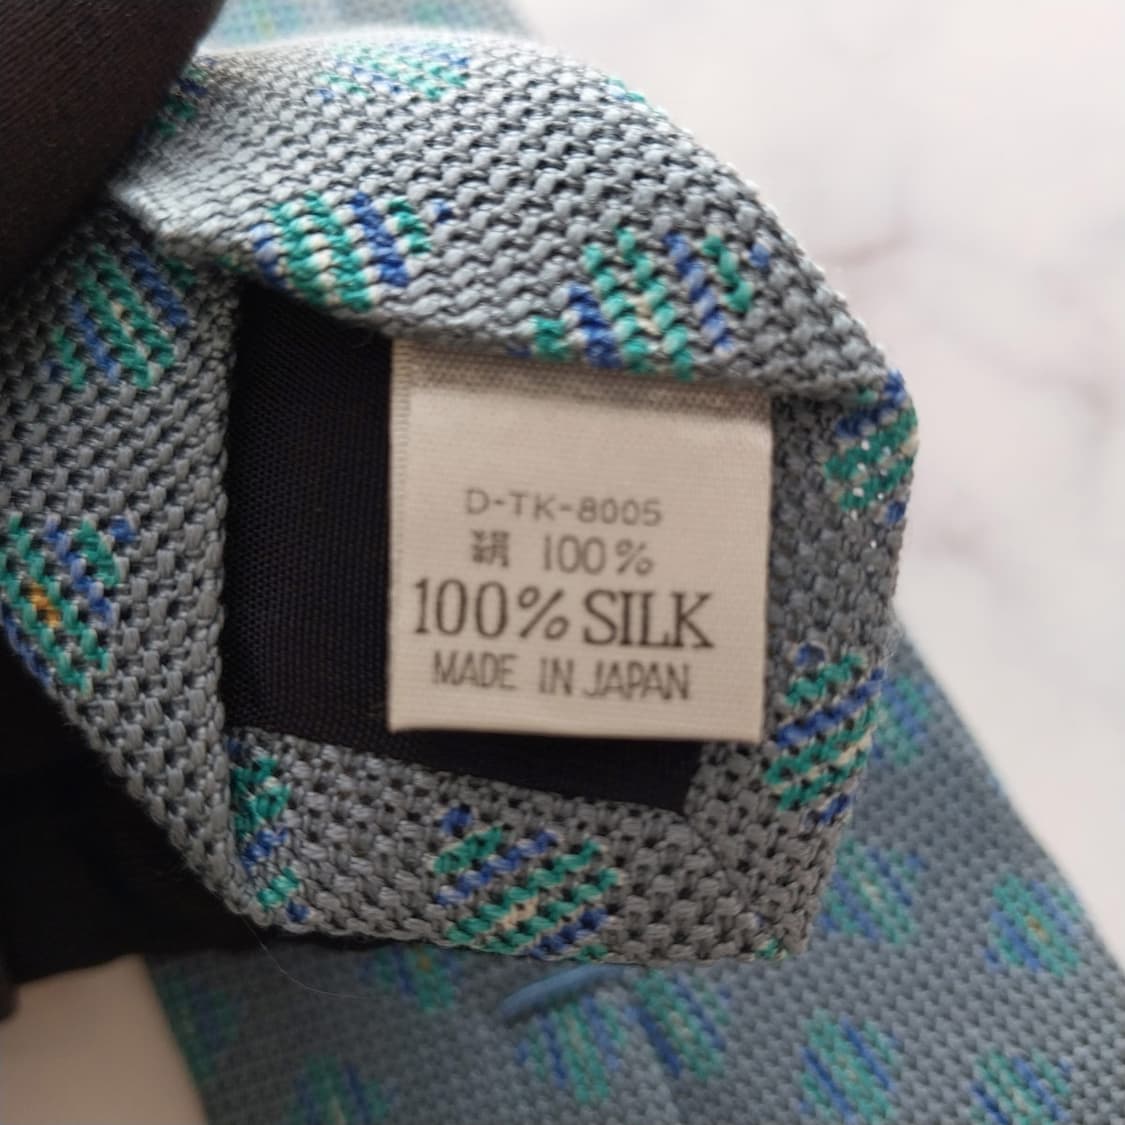 D-TK-8005
絹 100%
100% SILK
MADE IN JAPAN